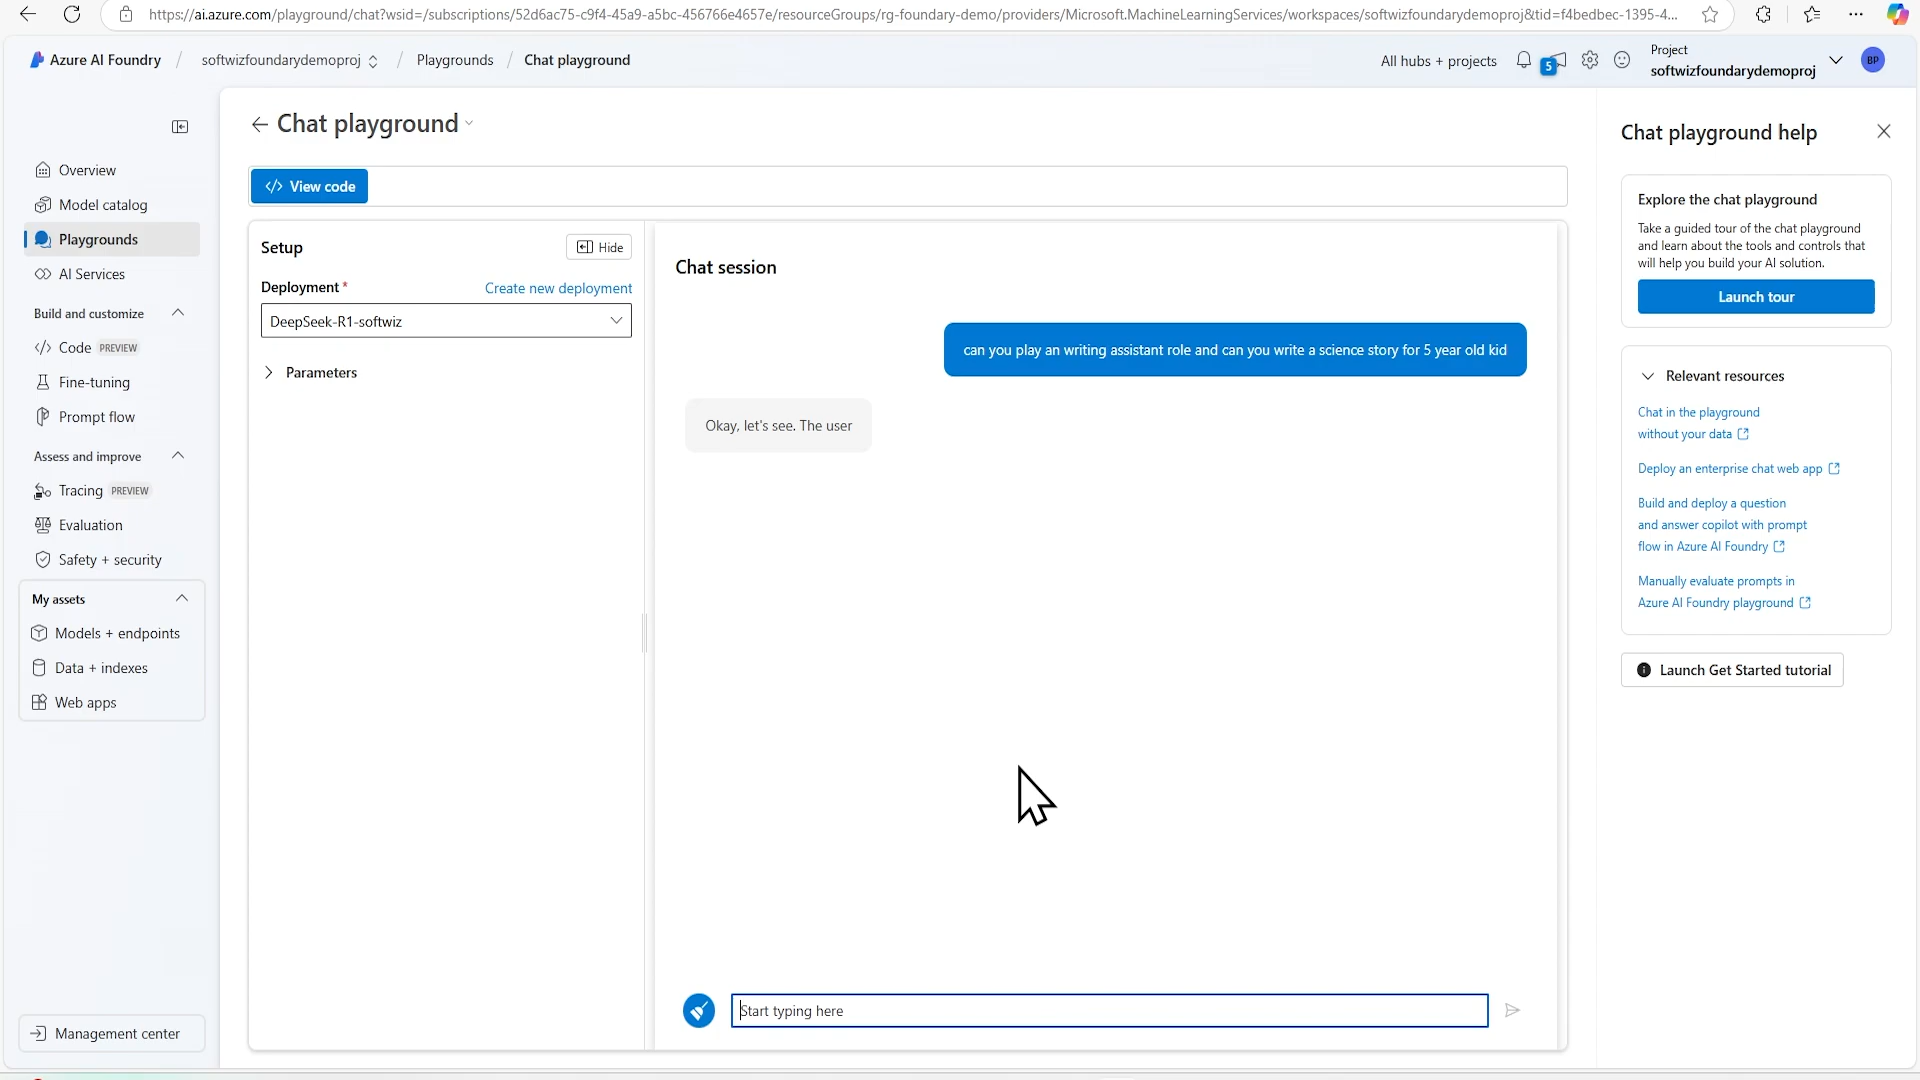 https://ai.azure.com/playground/chat?wsid=/subscriptions/52d6ac75-c9f4-45a9-a5bc-456766e4657e/resourceGroups/rg-foundary-demo/providers/Microsoft.MachineLearningServices/workspaces/softwizfoundarydemoproj&tid=f4bedbec-1395-4...
Azure AI Foundry / softwizfoundarydemoproj / Playgrounds / Chat playground
All hubs + projects
5
Project
softwizfoundarydemoproj
BP
Overview
Model catalog
Playgrounds
AI Services
Build and customize
Code PREVIEW
Fine-tuning
Prompt flow
Assess and improve
Tracing PREVIEW
Evaluation
Safety + security
My assets
Models + endpoints
Data + indexes
Web apps
Management center
Chat playground
</> View code
Setup
Hide
Deployment *
Create new deployment
DeepSeek-R1-softwiz
Parameters
Chat session
can you play an writing assistant role and can you write a science story for 5 year old kid
Okay, let's see. The user
Start typing here
Chat playground help
Explore the chat playground
Take a guided tour of the chat playground
and learn about the tools and controls that
will help you build your AI solution.
Launch tour
Relevant resources
Chat in the playground
without your data
Deploy an enterprise chat web app
Build and deploy a question
and answer copilot with prompt
flow in Azure AI Foundry
Manually evaluate prompts in
Azure AI Foundry playground
Launch Get Started tutorial